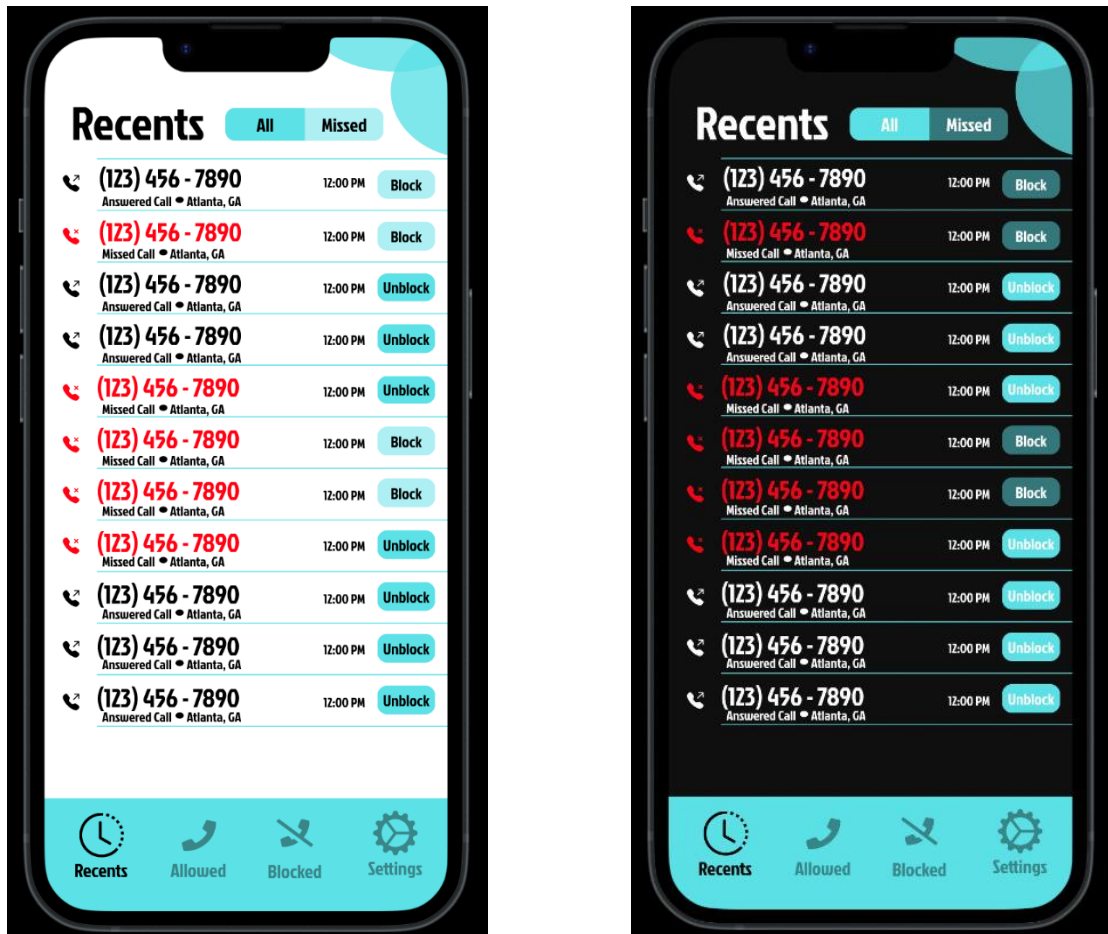 Recents All Missed
(123) 456 - 7890 12:00 PM Block
Answered Call ● Atlanta, GA
(123) 456 - 7890 12:00 PM Block
Missed Call ● Atlanta, GA
(123) 456 - 7890 12:00 PM Unblock
Answered Call ● Atlanta, GA
(123) 456 - 7890 12:00 PM Unblock
Answered Call ● Atlanta, GA
(123) 456 - 7890 12:00 PM Unblock
Missed Call ● Atlanta, GA
(123) 456 - 7890 12:00 PM Block
Missed Call ● Atlanta, GA
(123) 456 - 7890 12:00 PM Block
Missed Call ● Atlanta, GA
(123) 456 - 7890 12:00 PM Unblock
Missed Call ● Atlanta, GA
(123) 456 - 7890 12:00 PM Unblock
Answered Call ● Atlanta, GA
(123) 456 - 7890 12:00 PM Unblock
Answered Call ● Atlanta, GA
(123) 456 - 7890 12:00 PM Unblock
Answered Call ● Atlanta, GA
Recents Allowed Blocked Settings
Recents All Missed
(123) 456 - 7890 12:00 PM Block
Answered Call ● Atlanta, GA
(123) 456 - 7890 12:00 PM Block
Missed Call ● Atlanta, GA
(123) 456 - 7890 12:00 PM Unblock
Answered Call ● Atlanta, GA
(123) 456 - 7890 12:00 PM Unblock
Answered Call ● Atlanta, GA
(123) 456 - 7890 12:00 PM Unblock
Missed Call ● Atlanta, GA
(123) 456 - 7890 12:00 PM Block
Missed Call ● Atlanta, GA
(123) 456 - 7890 12:00 PM Block
Missed Call ● Atlanta, GA
(123) 456 - 7890 12:00 PM Unblock
Missed Call ● Atlanta, GA
(123) 456 - 7890 12:00 PM Unblock
Answered Call ● Atlanta, GA
(123) 456 - 7890 12:00 PM Unblock
Answered Call ● Atlanta, GA
(123) 456 - 7890 12:00 PM Unblock
Answered Call ● Atlanta, GA
Recents Allowed Blocked Settings